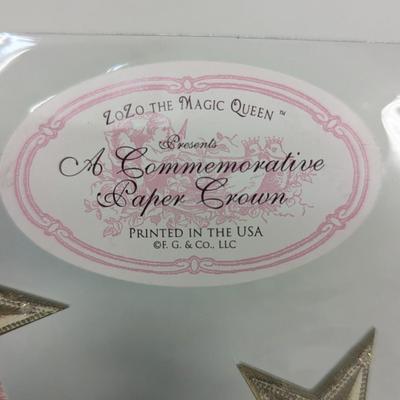 ZoZo the Magic Queen™
Presents
A Commemorative
Paper Crown
Printed in the USA
©F. G. & Co., LLC